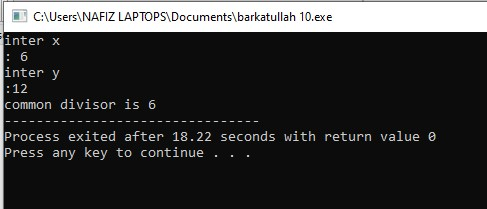 C:\Users\NAFIZ LAPTOPS\Documents\barkatullah 10.exe
inter x
: 6
inter y
:12
common divisor is 6
--------------------------------
Process exited after 18.22 seconds with return value 0
Press any key to continue . . .